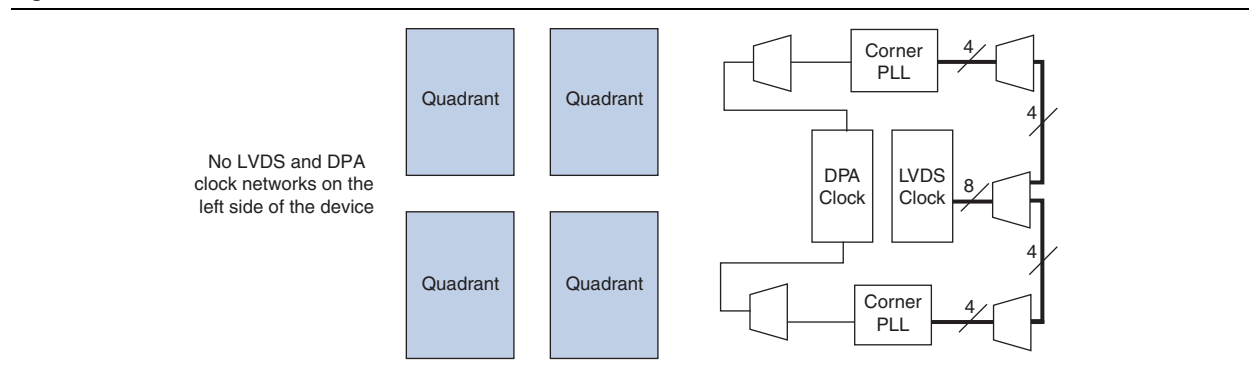 Quadrant
Quadrant
Corner
PLL
4
4
No LVDS and DPA
clock networks on the
left side of the device
DPA
Clock
LVDS
Clock
8
4
Quadrant
Quadrant
Corner
PLL
4